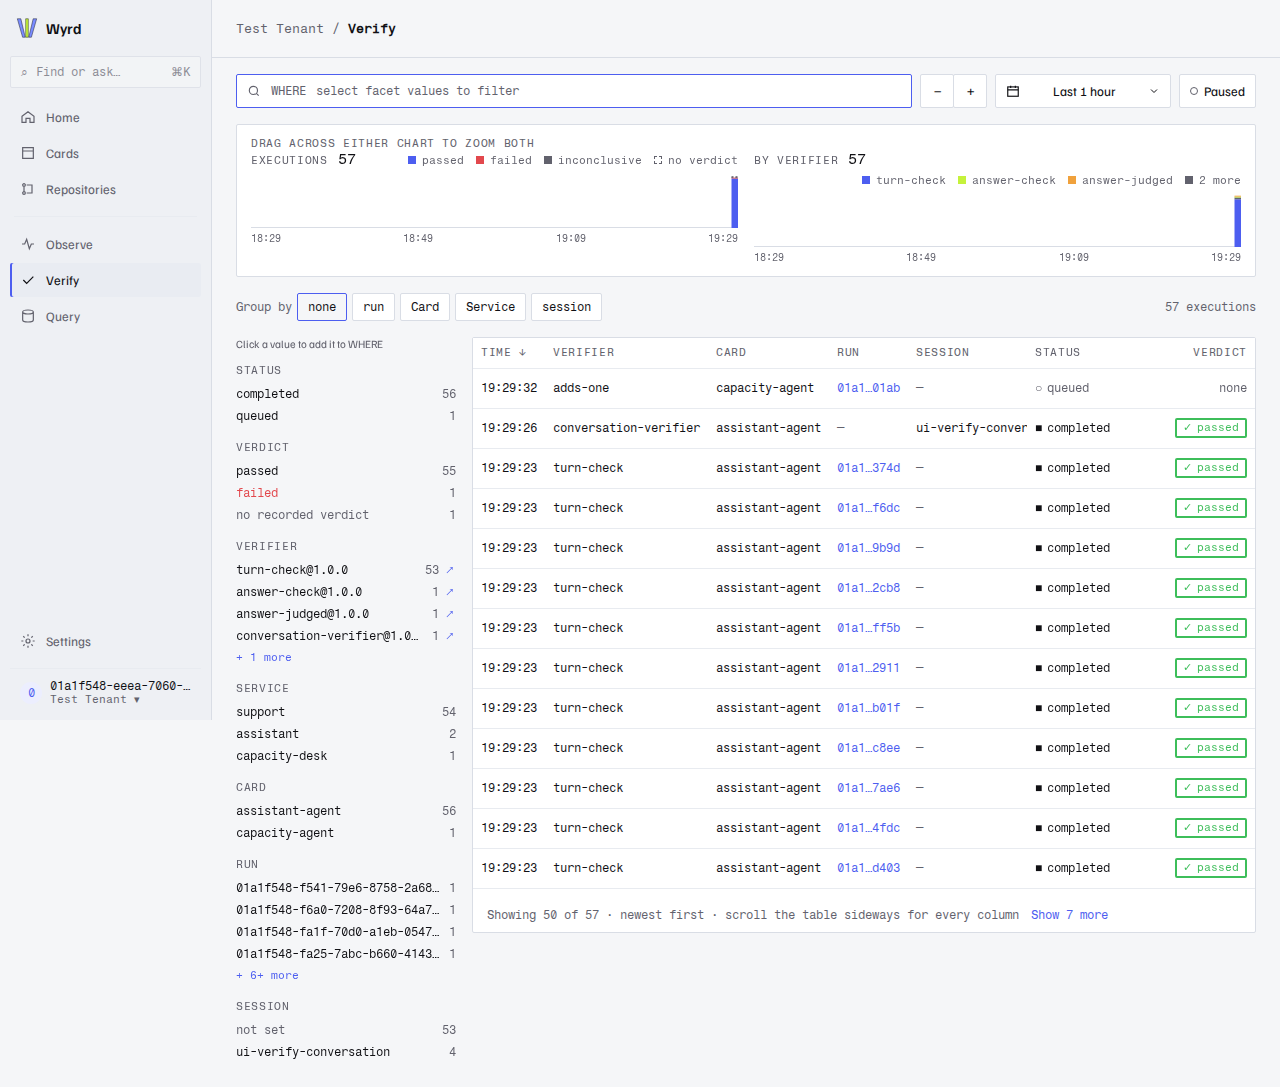 Wyrd
Test Tenant / Verify
Find or ask… ⌘K
Home
Cards
Repositories
Observe
Verify
Query
Settings
0 01a1f548-eeea-7060-…
Test Tenant ▾
WHERE select facet values to filter
− + Last 1 hour Paused
DRAG ACROSS EITHER CHART TO ZOOM BOTH
EXECUTIONS 57 passed failed inconclusive no verdict
18:29 18:49 19:09 19:29
BY VERIFIER 57
turn-check answer-check answer-judged 2 more
18:29 18:49 19:09 19:29
Group by none run Card Service session 57 executions
Click a value to add it to WHERE
STATUS
completed 56
queued 1
VERDICT
passed 55
failed 1
no recorded verdict 1
VERIFIER
turn-check@1.0.0 53 ↗
answer-check@1.0.0 1 ↗
answer-judged@1.0.0 1 ↗
conversation-verifier@1.0… 1 ↗
+ 1 more
SERVICE
support 54
assistant 2
capacity-desk 1
CARD
assistant-agent 56
capacity-agent 1
RUN
01a1f548-f541-79e6-8758-2a68… 1
01a1f548-f6a0-7208-8f93-64a7… 1
01a1f548-fa1f-70d0-a1eb-0547… 1
01a1f548-fa25-7abc-b660-4143… 1
+ 6+ more
SESSION
not set 53
ui-verify-conversation 4
TIME ↓ VERIFIER CARD RUN SESSION STATUS VERDICT
19:29:32 adds-one capacity-agent 01a1…01ab — ○ queued none
19:29:26 conversation-verifier assistant-agent — ui-verify-conver ■ completed ✓ passed
19:29:23 turn-check assistant-agent 01a1…374d — ■ completed ✓ passed
19:29:23 turn-check assistant-agent 01a1…f6dc — ■ completed ✓ passed
19:29:23 turn-check assistant-agent 01a1…9b9d — ■ completed ✓ passed
19:29:23 turn-check assistant-agent 01a1…2cb8 — ■ completed ✓ passed
19:29:23 turn-check assistant-agent 01a1…ff5b — ■ completed ✓ passed
19:29:23 turn-check assistant-agent 01a1…2911 — ■ completed ✓ passed
19:29:23 turn-check assistant-agent 01a1…b01f — ■ completed ✓ passed
19:29:23 turn-check assistant-agent 01a1…c8ee — ■ completed ✓ passed
19:29:23 turn-check assistant-agent 01a1…7ae6 — ■ completed ✓ passed
19:29:23 turn-check assistant-agent 01a1…4fdc — ■ completed ✓ passed
19:29:23 turn-check assistant-agent 01a1…d403 — ■ completed ✓ passed
Showing 50 of 57 · newest first · scroll the table sideways for every column Show 7 more